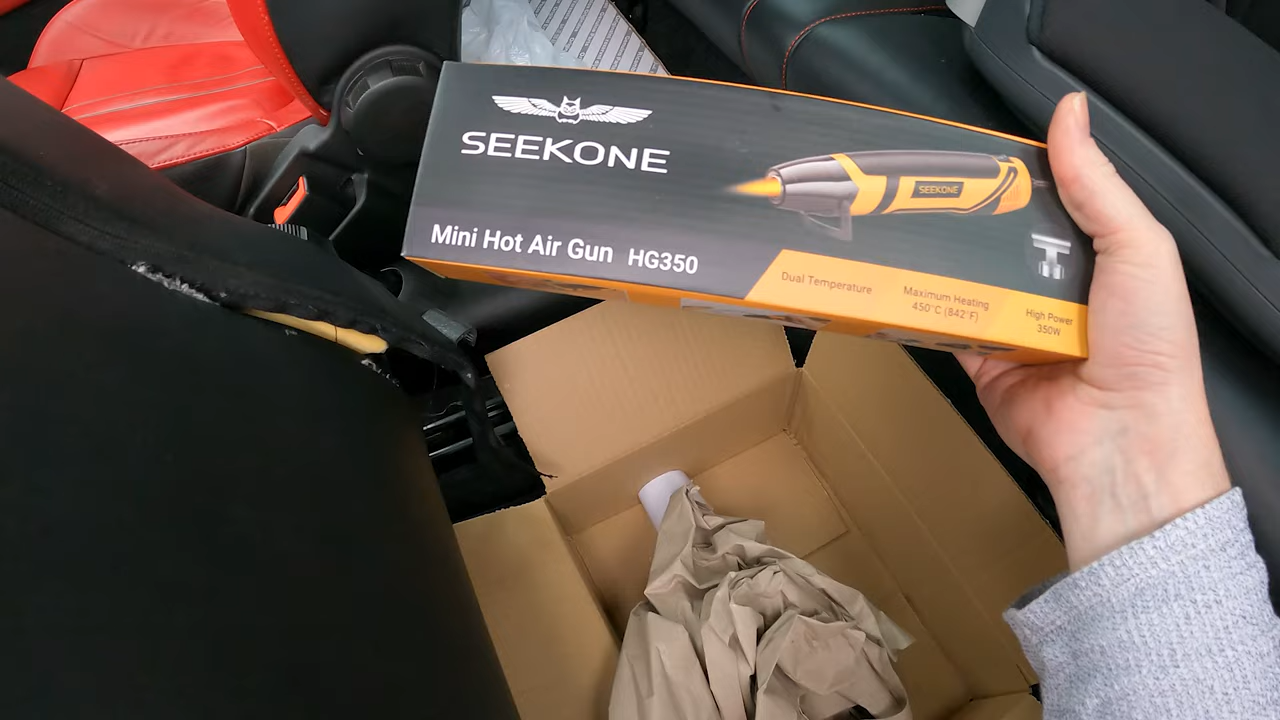 SEEKONE
SEEKONE
Mini Hot Air Gun HG350
Dual Temperature
Maximum Heating
450°C (842°F)
High Power
350W